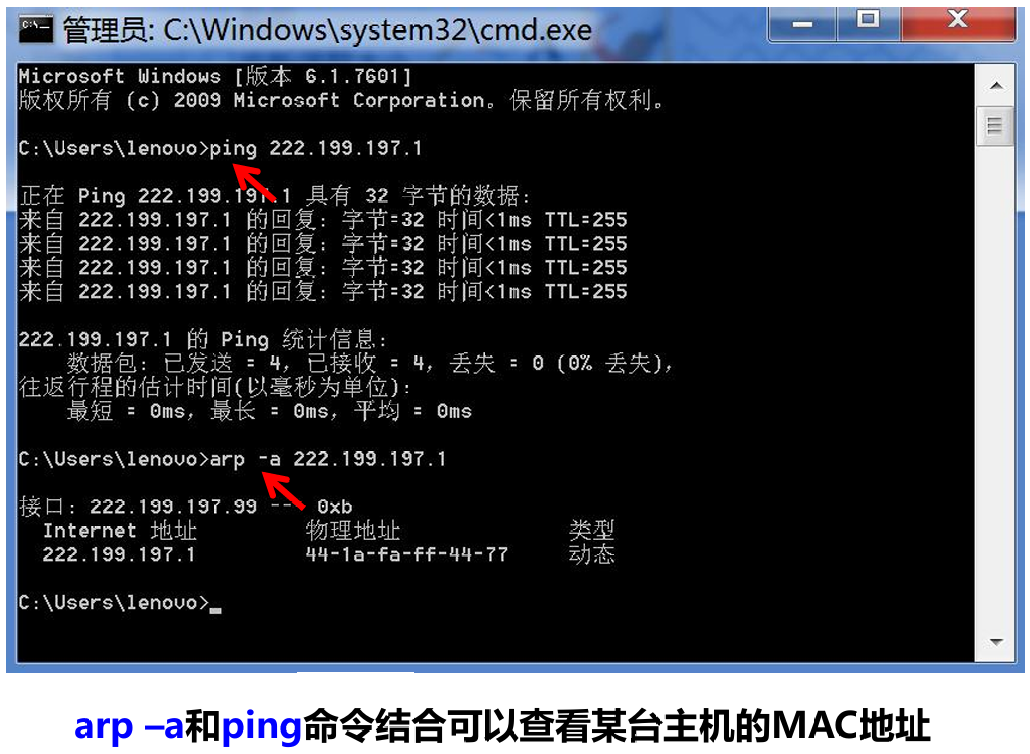 管理员: C:\Windows\system32\cmd.exe
Microsoft Windows [版本 6.1.7601]
版权所有 (c) 2009 Microsoft Corporation。保留所有权利。
C:\Users\lenovo>ping 222.199.197.1
正在 Ping 222.199.197.1 具有 32 字节的数据:
来自 222.199.197.1 的回复: 字节=32 时间<1ms TTL=255
来自 222.199.197.1 的回复: 字节=32 时间<1ms TTL=255
来自 222.199.197.1 的回复: 字节=32 时间<1ms TTL=255
来自 222.199.197.1 的回复: 字节=32 时间<1ms TTL=255
222.199.197.1 的 Ping 统计信息:
数据包: 已发送 = 4，已接收 = 4，丢失 = 0 (0% 丢失)，
往返行程的估计时间(以毫秒为单位):
最短 = 0ms，最长 = 0ms，平均 = 0ms
C:\Users\lenovo>arp -a 222.199.197.1
接口: 222.199.197.99 --- 0xb
Internet 地址 物理地址 类型
222.199.197.1 44-1a-fa-ff-44-77 动态
C:\Users\lenovo>_
arp –a和ping命令结合可以查看某台主机的MAC地址